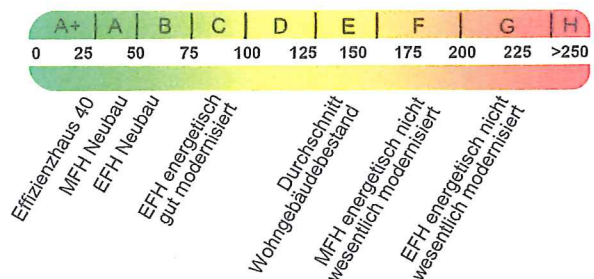 A+ A B C D E F G H
0 25 50 75 100 125 150 175 200 225 >250
Effizienzhaus 40
MFH Neubau
EFH Neubau
EFH energetisch
gut modernisiert
Durchschnitt
Wohngebäudebestand
MFH energetisch nicht
wesentlich modernisiert
EFH energetisch nicht
wesentlich modernisiert